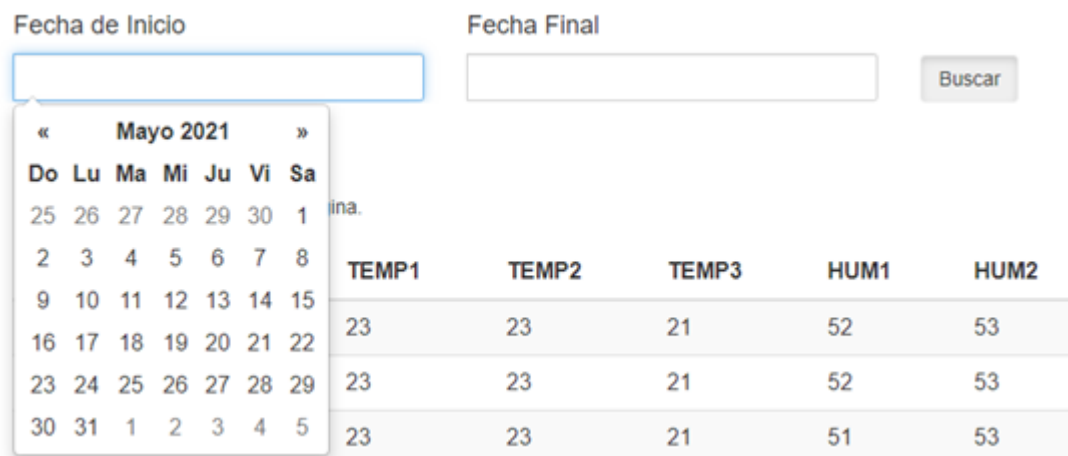 Fecha de Inicio Fecha Final
Buscar
« Mayo 2021 »
Do Lu Ma Mi Ju Vi Sa
25 26 27 28 29 30 1
2 3 4 5 6 7 8
9 10 11 12 13 14 15
16 17 18 19 20 21 22
23 24 25 26 27 28 29
30 31 1 2 3 4 5
ina.
TEMP1 TEMP2 TEMP3 HUM1 HUM2
23 23 21 52 53
23 23 21 52 53
23 23 21 51 53